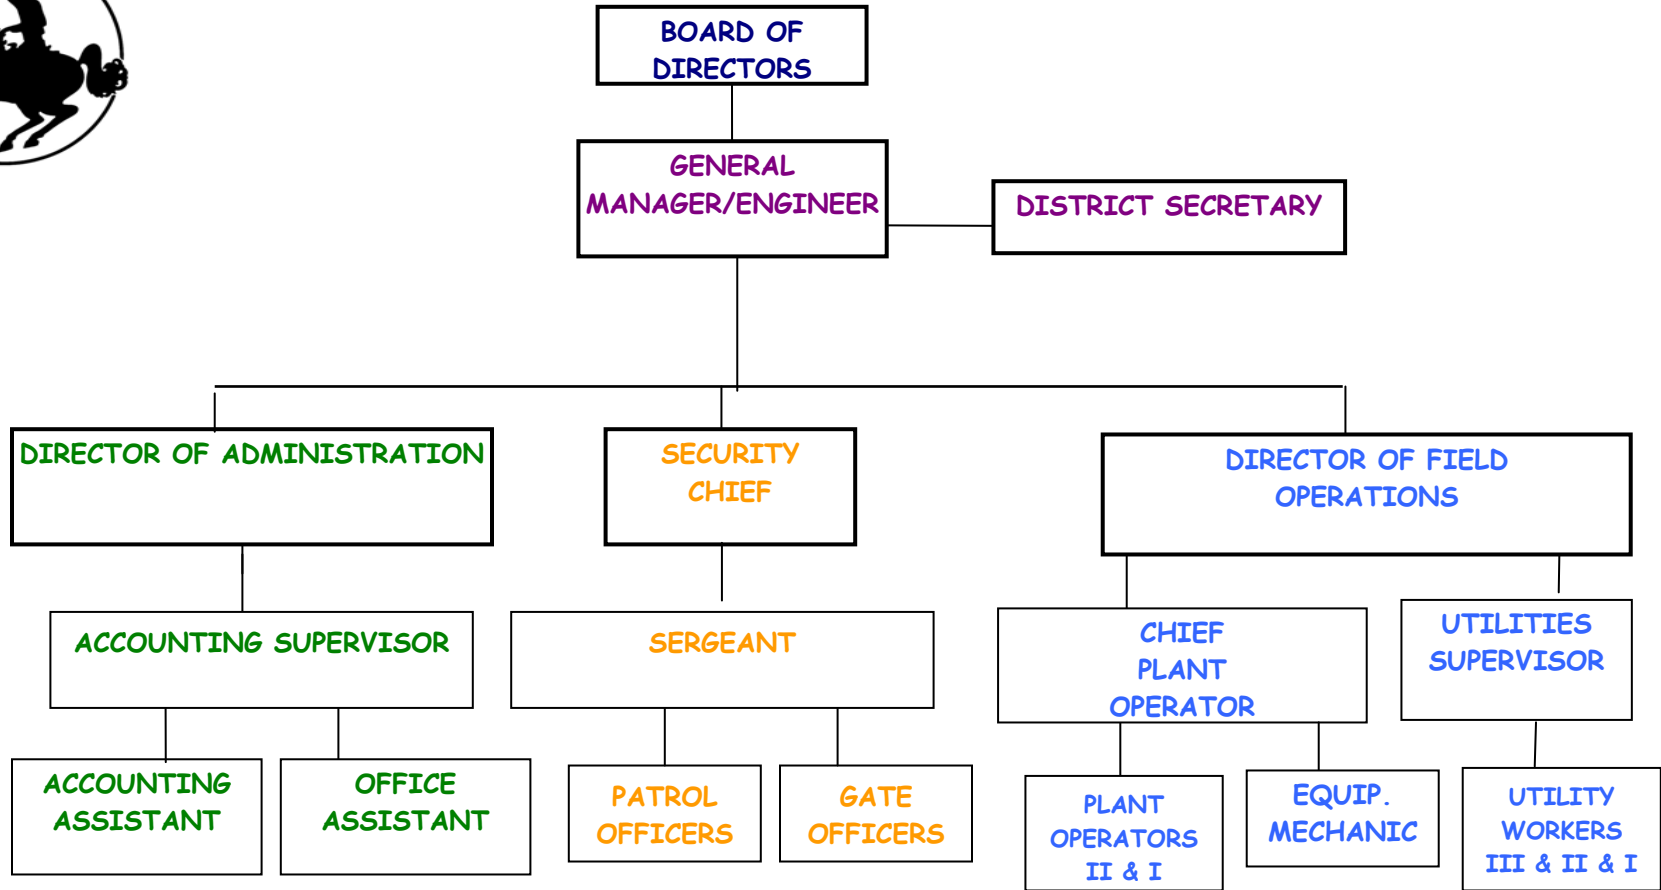 BOARD OF
DIRECTORS
GENERAL
MANAGER/ENGINEER
DISTRICT SECRETARY
DIRECTOR OF ADMINISTRATION
SECURITY
CHIEF
DIRECTOR OF FIELD
OPERATIONS
ACCOUNTING SUPERVISOR
SERGEANT
CHIEF
PLANT
OPERATOR
UTILITIES
SUPERVISOR
ACCOUNTING
ASSISTANT
OFFICE
ASSISTANT
PATROL
OFFICERS
GATE
OFFICERS
PLANT
OPERATORS
II & I
EQUIP.
MECHANIC
UTILITY
WORKERS
III & II & I